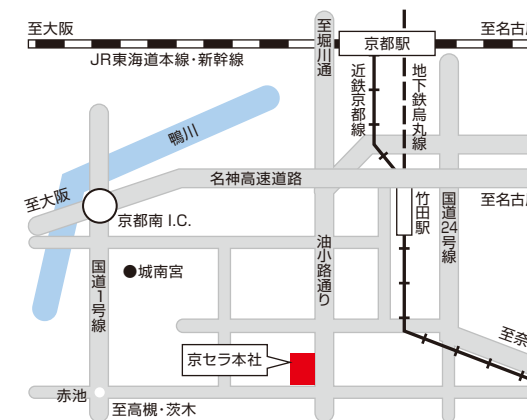 至大阪
至堀川通
京都駅
至名古
JR東海道本線・新幹線
近鉄京都線
地下鉄烏丸線
鴨川
名神高速道路
至大阪
京都南 I.C.
竹田駅
国道24号線
至名古
国道1号線
●城南宮
油小路通り
京セラ本社
至奈
赤池
至高槻・茨木